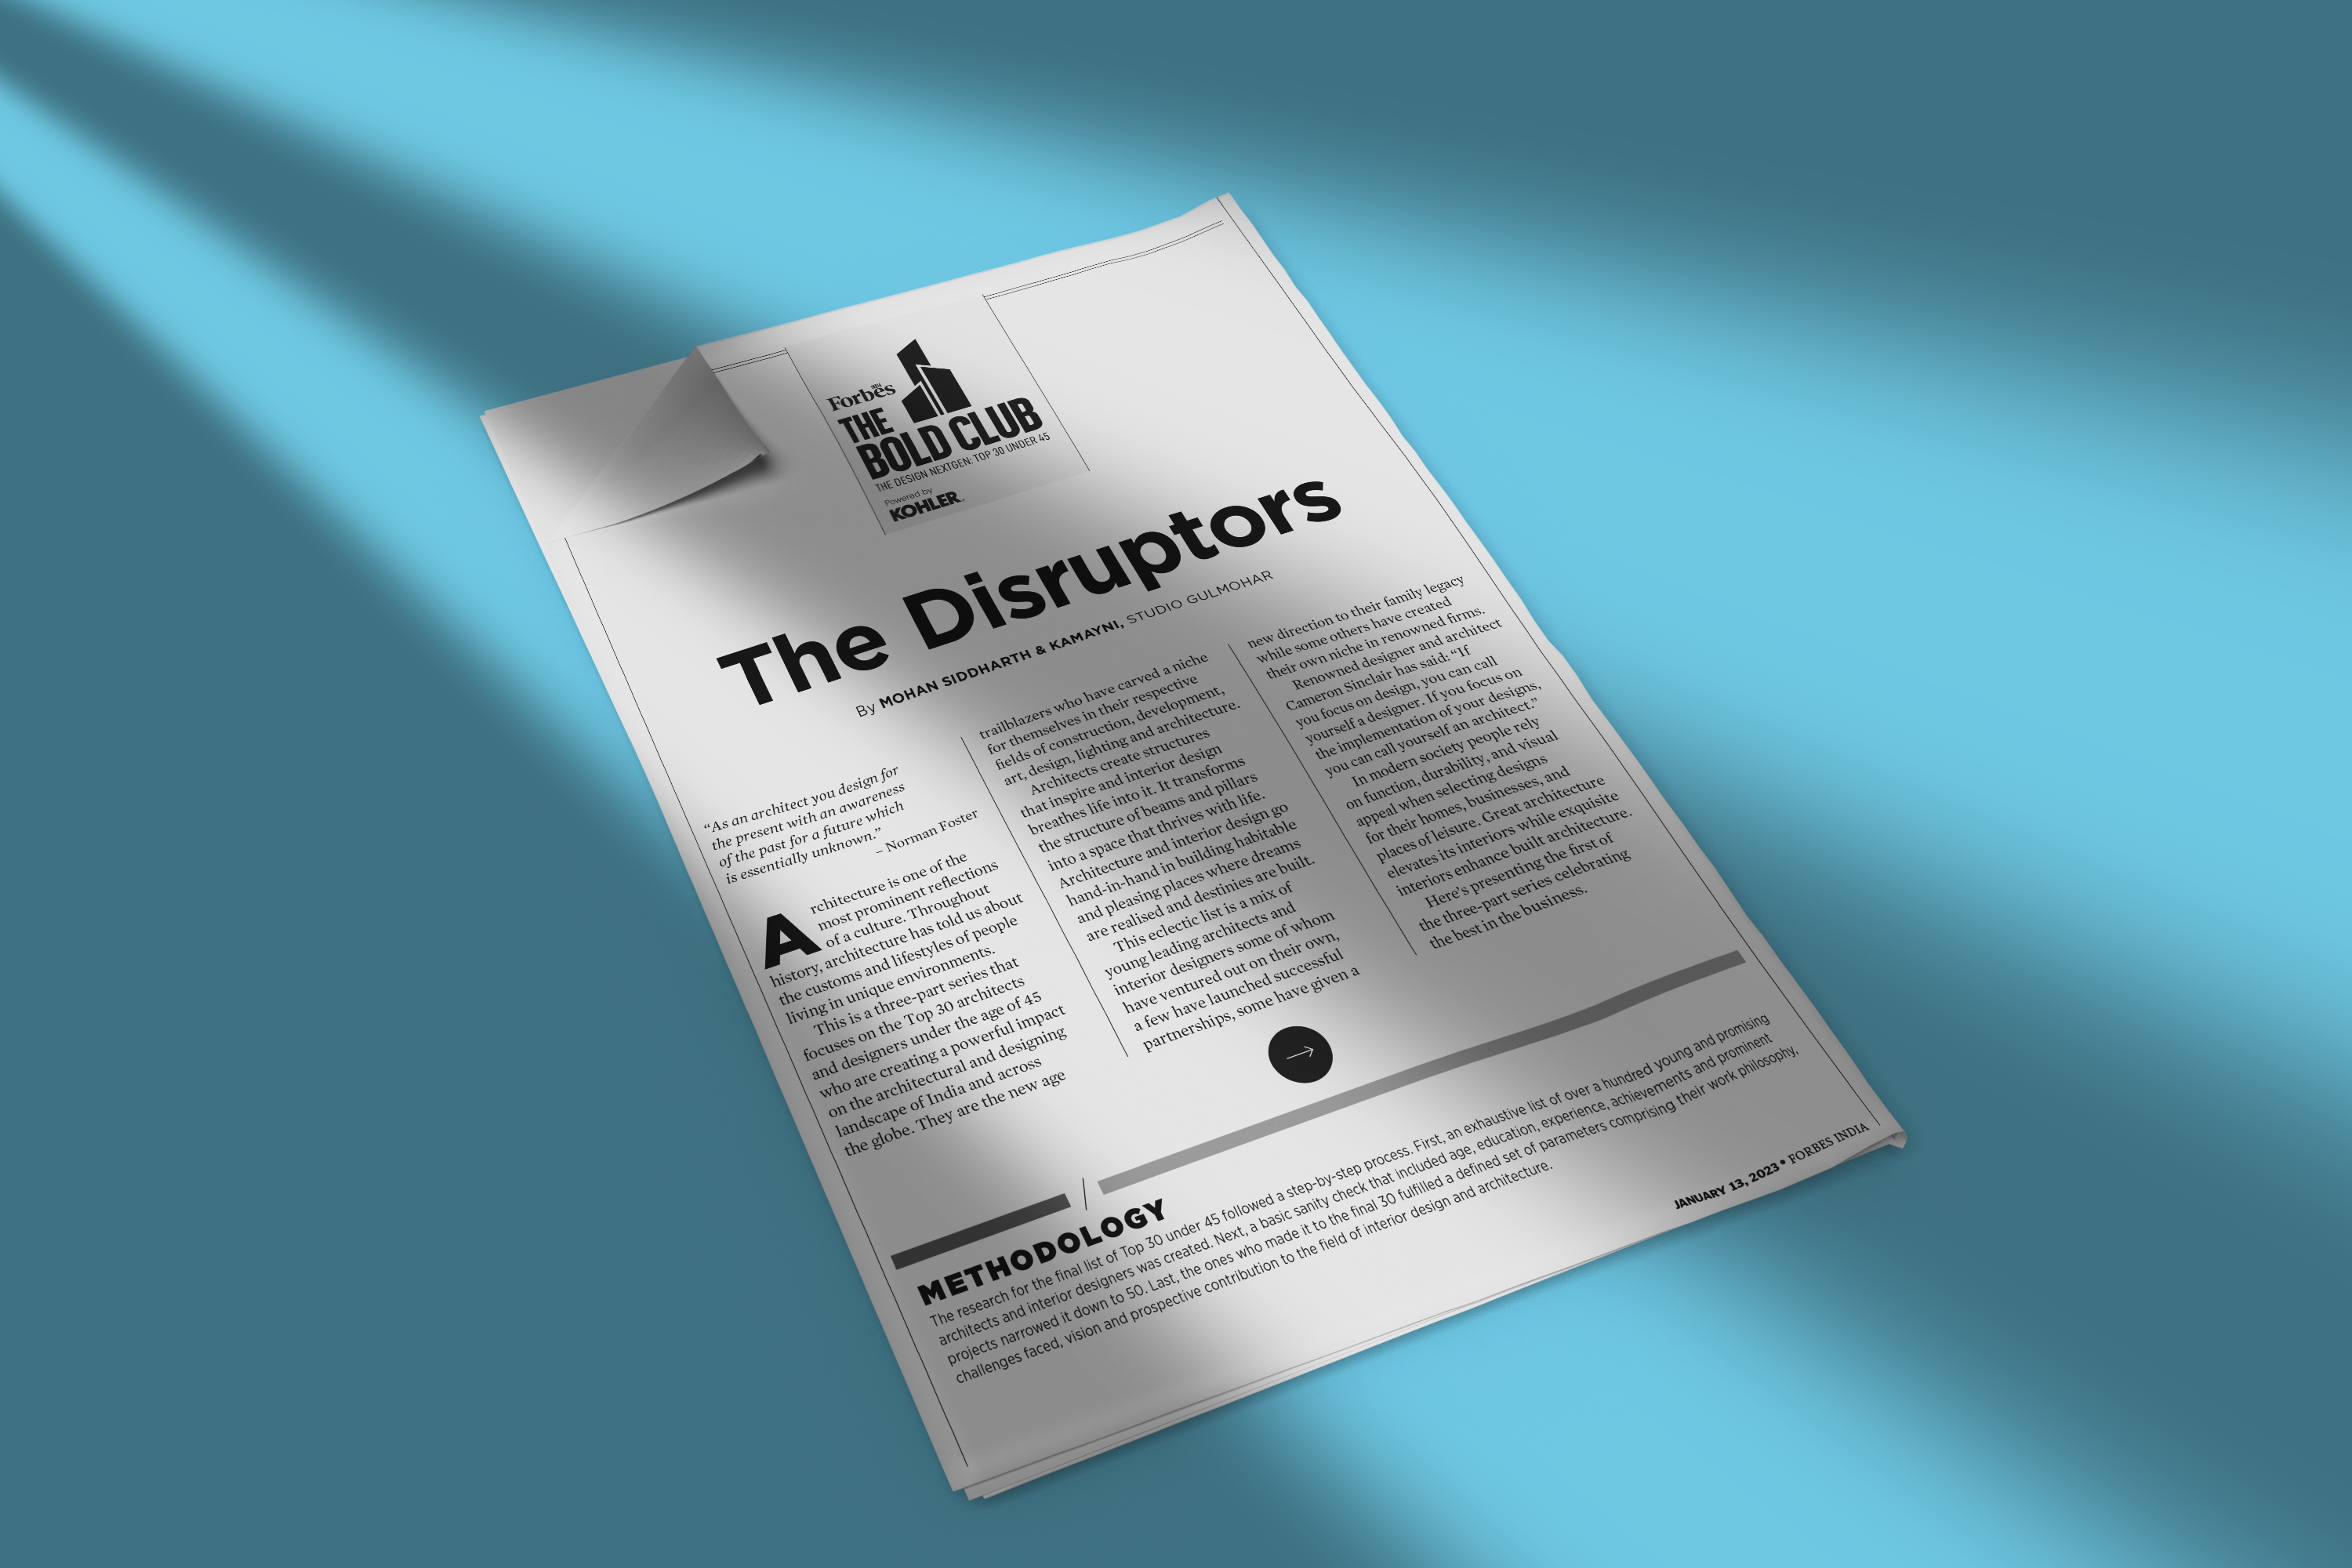 Forbes
THE
BOLD CLUB
THE DESIGN NEXTGEN: TOP 30 UNDER 45
Powered by
KOHLER
The Disruptors
By MOHAN SIDDHARTH & KAMAYNI, STUDIO GULMOHAR
“As an architect you design for
the present with an awareness
of the past for a future which
is essentially unknown.”
– Norman Foster
Architecture is one of the
most prominent reflections
of a culture. Throughout
history, architecture has told us about
the customs and lifestyles of people
living in unique environments.
This is a three-part series that
focuses on the Top 30 architects
and designers under the age of 45
who are creating a powerful impact
on the architectural and designing
landscape of India and across
the globe. They are the new age
trailblazers who have carved a niche
for themselves in their respective
fields of construction, development,
art, design, lighting and architecture.
Architects create structures
that inspire and interior design
breathes life into it. It transforms
the structure of beams and pillars
into a space that thrives with life.
Architecture and interior design go
hand-in-hand in building habitable
and pleasing places where dreams
are realised and destinies are built.
This eclectic list is a mix of
young leading architects and
interior designers some of whom
have ventured out on their own,
a few have launched successful
partnerships, some have given a
new direction to their family legacy
while some others have created
their own niche in renowned firms.
Renowned designer and architect
Cameron Sinclair has said: “If
you focus on design, you can call
yourself a designer. If you focus on
the implementation of your designs,
you can call yourself an architect.”
In modern society people rely
on function, durability, and visual
appeal when selecting designs
for their homes, businesses, and
places of leisure. Great architecture
elevates its interiors while exquisite
interiors enhance built architecture.
Here’s presenting the first of
the three-part series celebrating
the best in the business.
METHODOLOGY
The research for the final list of Top 30 under 45 followed a step-by-step process. First, an exhaustive list of over a hundred young and promising
architects and interior designers was created. Next, a basic sanity check that included age, education, experience, achievements and prominent
projects narrowed it down to 50. Last, the ones who made it to the final 30 fulfilled a defined set of parameters comprising their work philosophy,
challenges faced, vision and prospective contribution to the field of interior design and architecture.
JANUARY 13, 2023 • FORBES INDIA